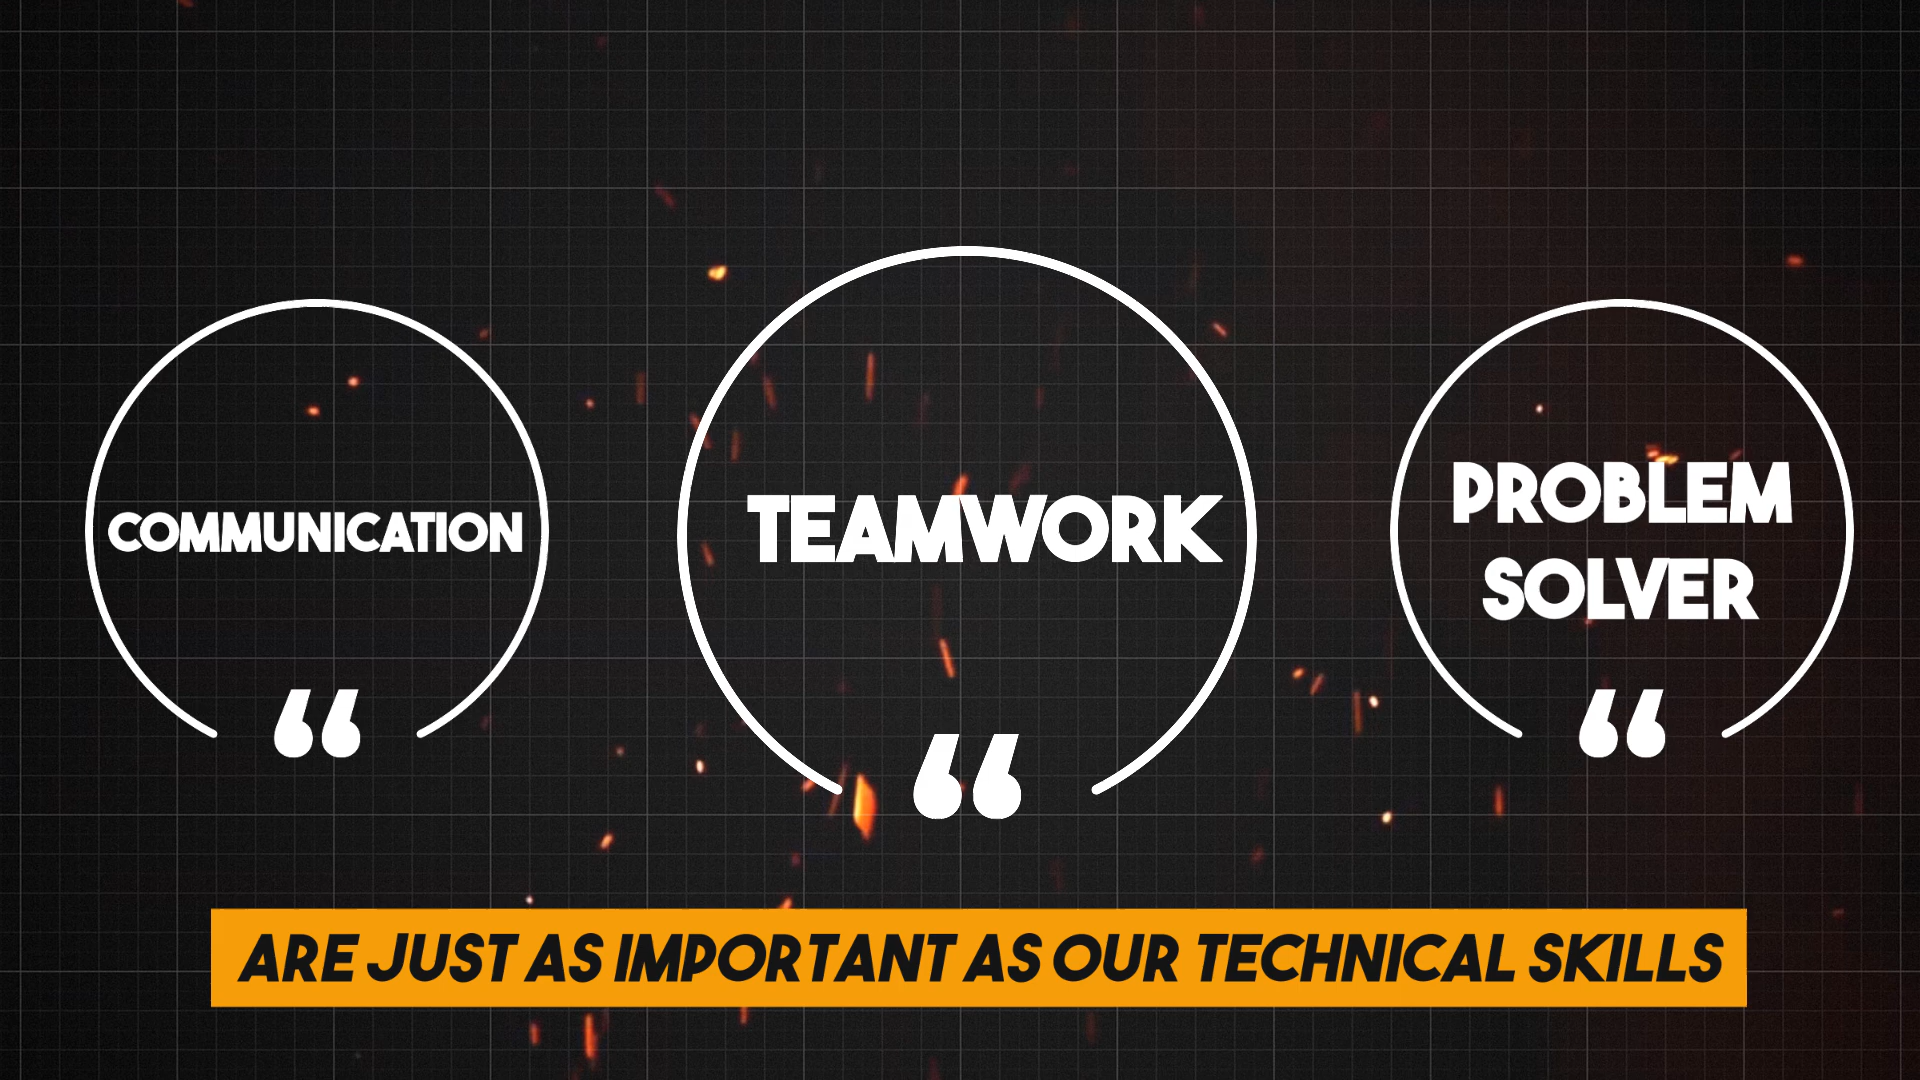 COMMUNICATION
TEAMWORK
PROBLEM
SOLVER
“
“
“
ARE JUST AS IMPORTANT AS OUR TECHNICAL SKILLS